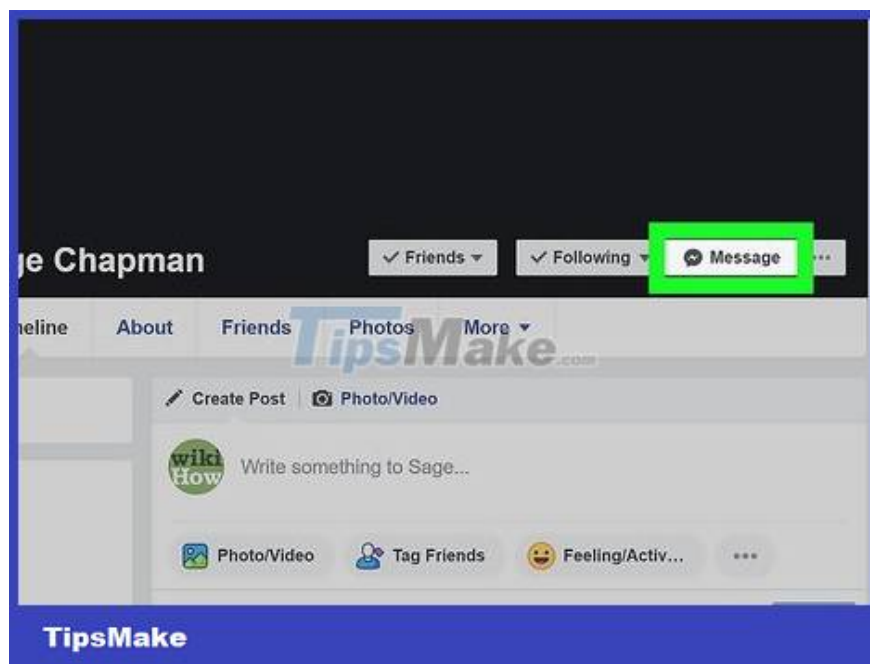 ge Chapman
Friends
Following
Message
...
meline
About
Friends
Photos
More
TipsMake.com
Create Post
Photo/Video
wiki
How
Write something to Sage...
Photo/Video
Tag Friends
Feeling/Activ...
...
TipsMake